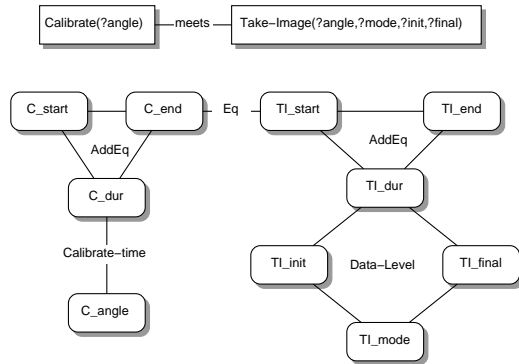 Calibrate(?angle) meets Take−Image(?angle,?mode,?init,?final)
C_start C_end Eq TI_start TI_end
AddEq AddEq
C_dur TI_dur
Calibrate−time TI_init Data−Level TI_final
C_angle TI_mode